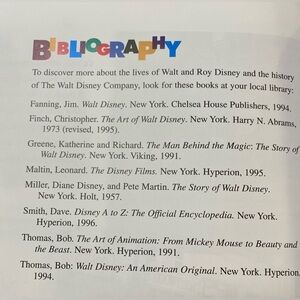 BIBLIOGRAPHY
To discover more about the lives of Walt and Roy Disney and the history
of The Walt Disney Company, look for these books at your local library:
Fanning, Jim. Walt Disney. New York. Chelsea House Publishers, 1994.
Finch, Christopher. The Art of Walt Disney. New York. Harry N. Abrams,
1973 (revised, 1995).
Greene, Katherine and Richard. The Man Behind the Magic: The Story of
Walt Disney. New York. Viking, 1991.
Maltin, Leonard. The Disney Films. New York. Hyperion, 1995.
Miller, Diane Disney, and Pete Martin. The Story of Walt Disney.
New York. Holt, 1957.
Smith, Dave. Disney A to Z: The Official Encyclopedia. New York.
Hyperion, 1996.
Thomas, Bob. The Art of Animation: From Mickey Mouse to Beauty and
the Beast. New York. Hyperion, 1991.
Thomas, Bob: Walt Disney: An American Original. New York. Hyperion
1994.